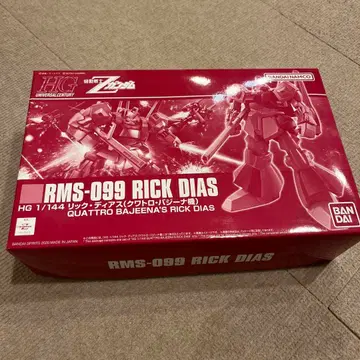 HG
UNIVERSAL CENTURY
機動戦士Zガンダム
BANDAI NAMCO
RMS-099 RICK DIAS
HG 1/144 リック・ディアス(クワトロ・バジーナ機)
QUATTRO BAJEENA'S RICK DIAS
BAN
DAI
RMS-099 RICK DIAS